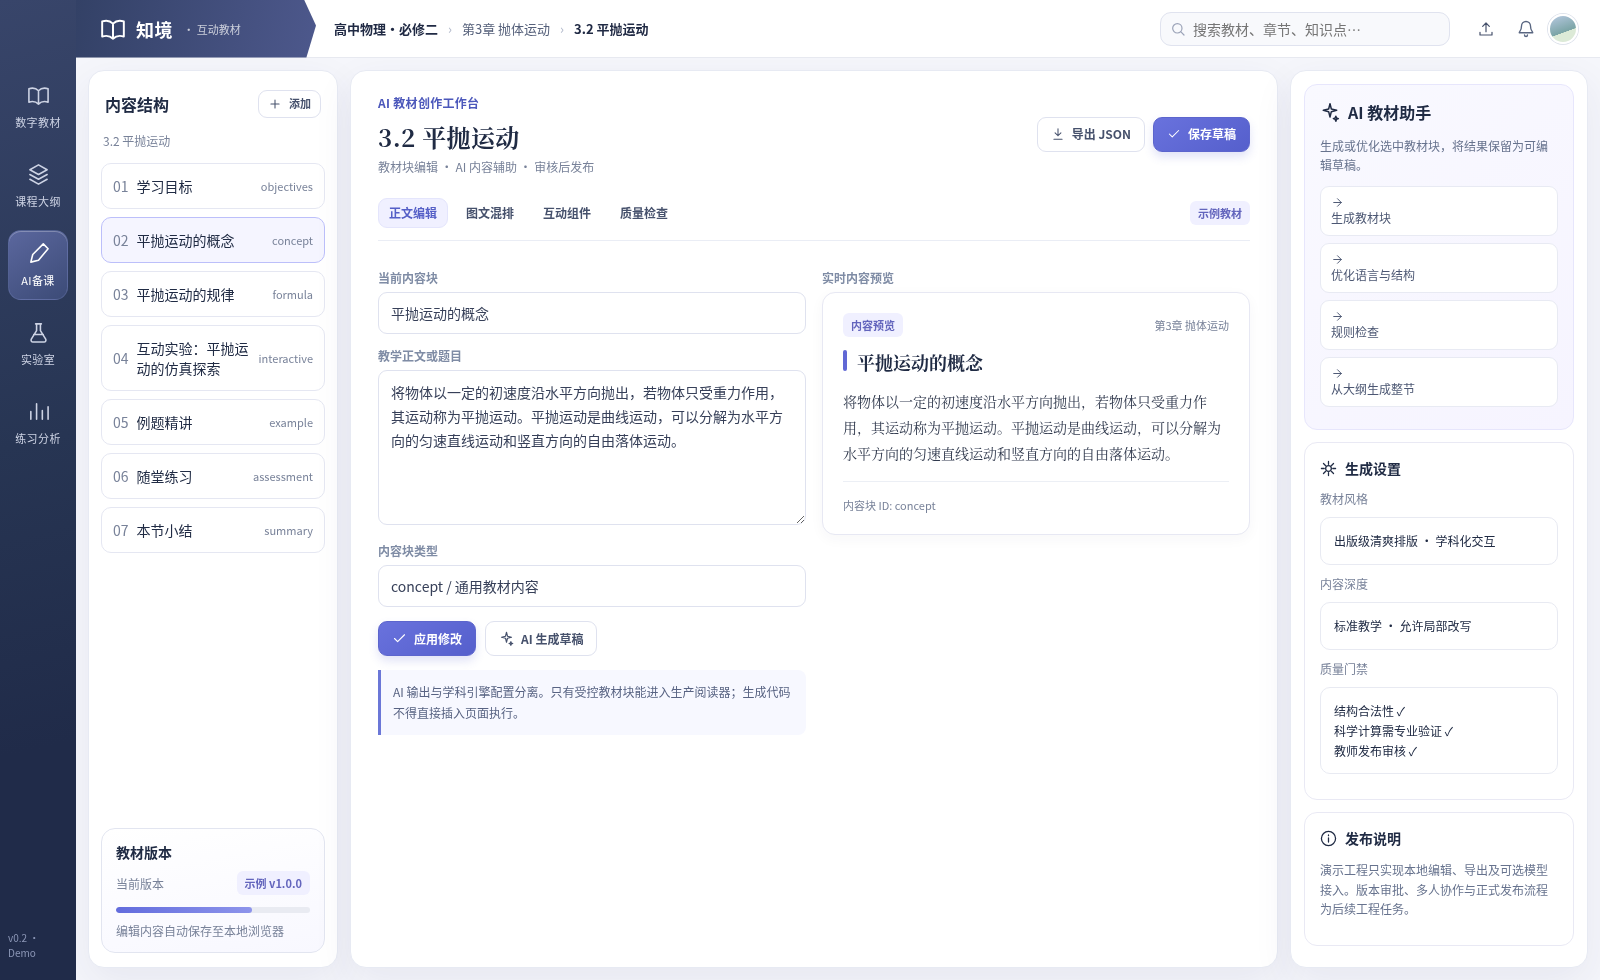 知境
· 互动教材
高中物理 · 必修二 › 第3章 抛体运动 › 3.2 平抛运动
搜索教材、章节、知识点…
数字教材
课程大纲
AI备课
实验室
练习分析
v0.2 ·
Demo
内容结构
添加
3.2 平抛运动
01 学习目标 objectives
02 平抛运动的概念 concept
03 平抛运动的规律 formula
04 互动实验：平抛运
动的仿真探索 interactive
05 例题精讲 example
06 随堂练习 assessment
07 本节小结 summary
教材版本
当前版本 示例 v1.0.0
编辑内容自动保存至本地浏览器
AI 教材创作工作台
3.2 平抛运动
教材块编辑 · AI 内容辅助 · 审核后发布
导出 JSON
保存草稿
正文编辑 图文混排 互动组件 质量检查
示例教材
当前内容块
平抛运动的概念
教学正文或题目
将物体以一定的初速度沿水平方向抛出，若物体只受重力作用，
其运动称为平抛运动。平抛运动是曲线运动，可以分解为水平方
向的匀速直线运动和竖直方向的自由落体运动。
内容块类型
concept / 通用教材内容
应用修改
AI 生成草稿
AI 输出与学科引擎配置分离。只有受控教材块能进入生产阅读器；生成代码
不得直接插入页面执行。
实时内容预览
内容预览 第3章 抛体运动
平抛运动的概念
将物体以一定的初速度沿水平方向抛出，若物体只受重力作
用，其运动称为平抛运动。平抛运动是曲线运动，可以分解为
水平方向的匀速直线运动和竖直方向的自由落体运动。
内容块 ID: concept
AI 教材助手
生成或优化选中教材块，将结果保留为可编
辑草稿。
→
生成教材块
→
优化语言与结构
→
规则检查
→
从大纲生成整节
生成设置
教材风格
出版级清爽排版 · 学科化交互
内容深度
标准教学 · 允许局部改写
质量门禁
结构合法性 ✓
科学计算需专业验证 ✓
教师发布审核 ✓
发布说明
演示工程只实现本地编辑、导出及可选模型
接入。版本审批、多人协作与正式发布流程
为后续工程任务。